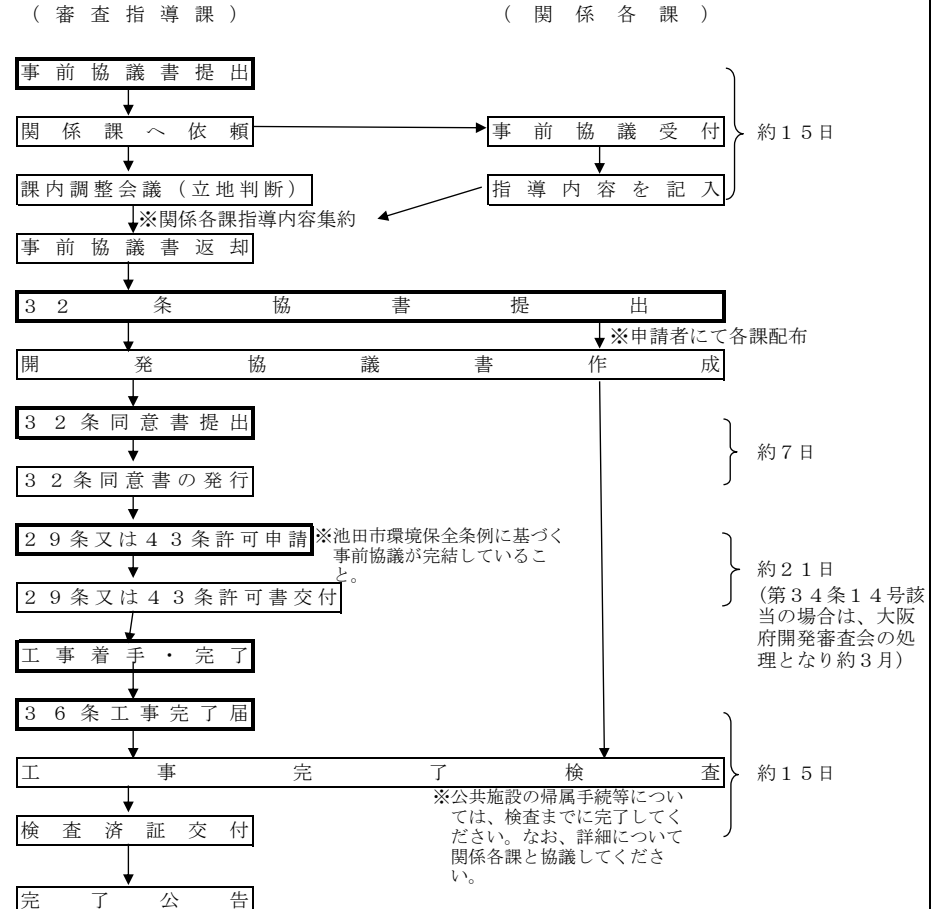 （審査指導課）
（関係各課）
事前協議書提出
関係課へ依頼
事前協議受付
約１５日
課内調整会議（立地判断）
指導内容を記入
※関係各課指導内容集約
事前協議書返却
３２条協書提出
※申請者にて各課配布
開発協議書作成
３２条同意書提出
約７日
３２条同意書の発行
２９条又は４３条許可申請
※池田市環境保全条例に基づく
事前協議が完結しているこ
と。
２９条又は４３条許可書交付
約２１日
（第３４条１４号該
当の場合は、大阪
府開発審査会の処
理となり約３月）
工事着手・完了
３６条工事完了届
工事完了検査
約１５日
※公共施設の帰属手続等につい
ては、検査までに完了してく
ださい。なお、詳細について
関係各課と協議してくださ
い。
検査済証交付
完了公告